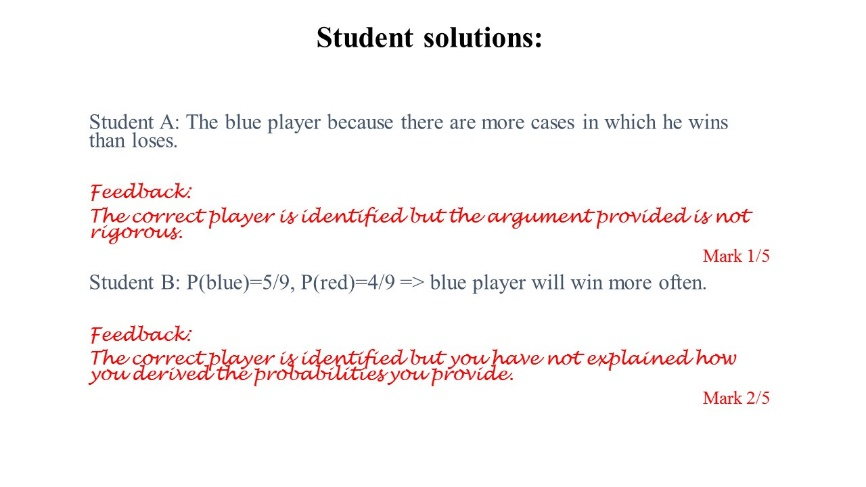 Student solutions:
Student A: The blue player because there are more cases in which he wins
than loses.
Feedback:
The correct player is identified but the argument provided is not
rigorous.
Mark 1/5
Student B: P(blue)=5/9, P(red)=4/9 => blue player will win more often.
Feedback:
The correct player is identified but you have not explained how
you derived the probabilities you provide.
Mark 2/5